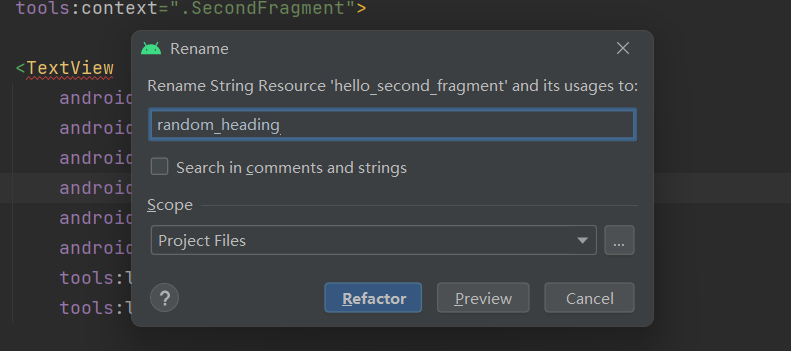 tools:context=".SecondFragment">
Rename
<TextView
Rename String Resource 'hello_second_fragment' and its usages to:
android
random_heading
android
android
Search in comments and strings
android
Scope
android
Project Files
...
android
tools:l
?
Refactor
Preview
Cancel
tools:l